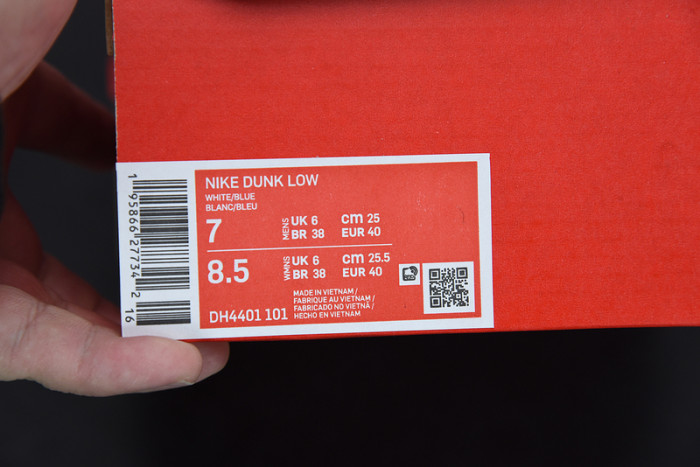 NIKE DUNK LOW
WHITE/BLUE
BLANC/BLEU
7 MENS UK 6 cm 25
BR 38 EUR 40
8.5 WMNS UK 6 cm 25.5
BR 38 EUR 40
MADE IN VIETNAM /
FABRIQUE AU VIETNAM /
FABRICADO NO VIETNÃ /
HECHO EN VIETNAM
DH4401 101
1 95866 27734 2 16